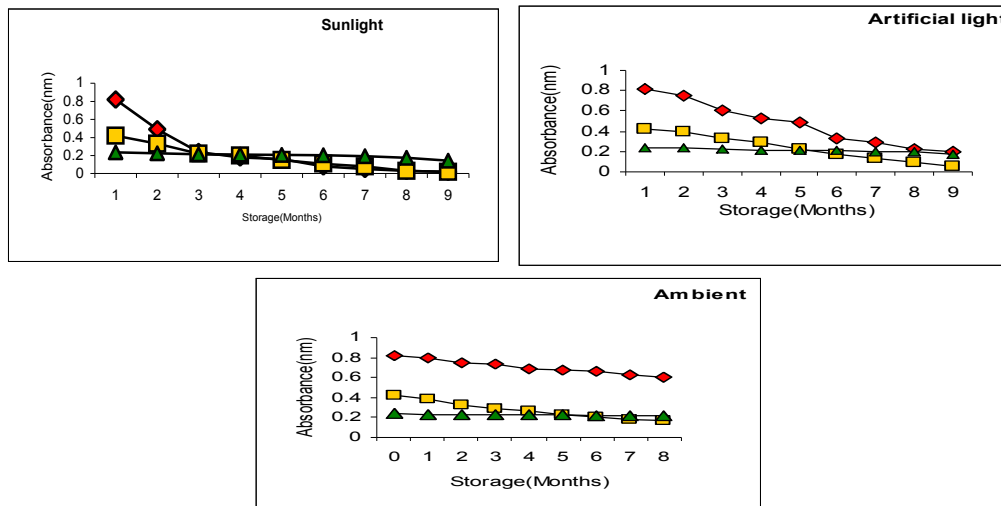 Sunlight
Absorbance(nm)
1
0.8
0.6
0.4
0.2
0
1 2 3 4 5 6 7 8 9
Storage(Months)
Artificial light
Absorbance(nm)
1
0.8
0.6
0.4
0.2
0
1 2 3 4 5 6 7 8 9
Storage(Months)
Ambient
Absorbance(nm)
1
0.8
0.6
0.4
0.2
0
0 1 2 3 4 5 6 7 8
Storage(Months)